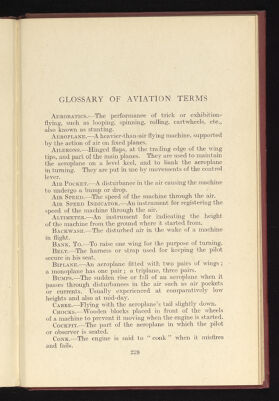 GLOSSARY OF AVIATION TERMS
AEROBATICS.—The performance of trick or exhibition-
flying, such as looping, spinning, rolling, cartwheels, etc.,
also known as stunting.
AEROPLANE.—A heavier-than-air flying machine, supported
by the action of air on fixed planes.
AILERONS.—Hinged flaps, at the trailing edge of the wing
tips, and part of the main planes. They are used to maintain
the aeroplane on a level keel, and to bank the aeroplane
in turning. They are put in use by movements of the control
lever.
AIR POCKET.—A disturbance in the air causing the machine
to undergo a bump or drop.
AIR SPEED.—The speed of the machine through the air.
AIR SPEED INDICATOR.—An instrument for registering the
speed of the machine through the air.
ALTIMETER.—An instrument for indicating the height
of the machine from the ground where it started from.
BACKWASH.—The disturbed air in the wake of a machine
in flight.
BANK, TO.—To raise one wing for the purpose of turning.
BELT.—The harness or strap used for keeping the pilot
secure in his seat.
BIPLANE.—An aeroplane fitted with two pairs of wings;
a monoplane has one pair; a triplane, three pairs.
BUMPS.—The sudden rise or fall of an aeroplane when it
passes through disturbances in the air such as air pockets
or currents. Usually experienced at comparatively low
heights and also at mid-day.
CABRE.—Flying with the aeroplane's tail slightly down.
CHOCKS.—Wooden blocks placed in front of the wheels
of a machine to prevent it moving when the engine is started.
COCKPIT.—The part of the aeroplane in which the pilot
or observer is seated.
CONK.—The engine is said to "conk" when it misfires
and fails.
229